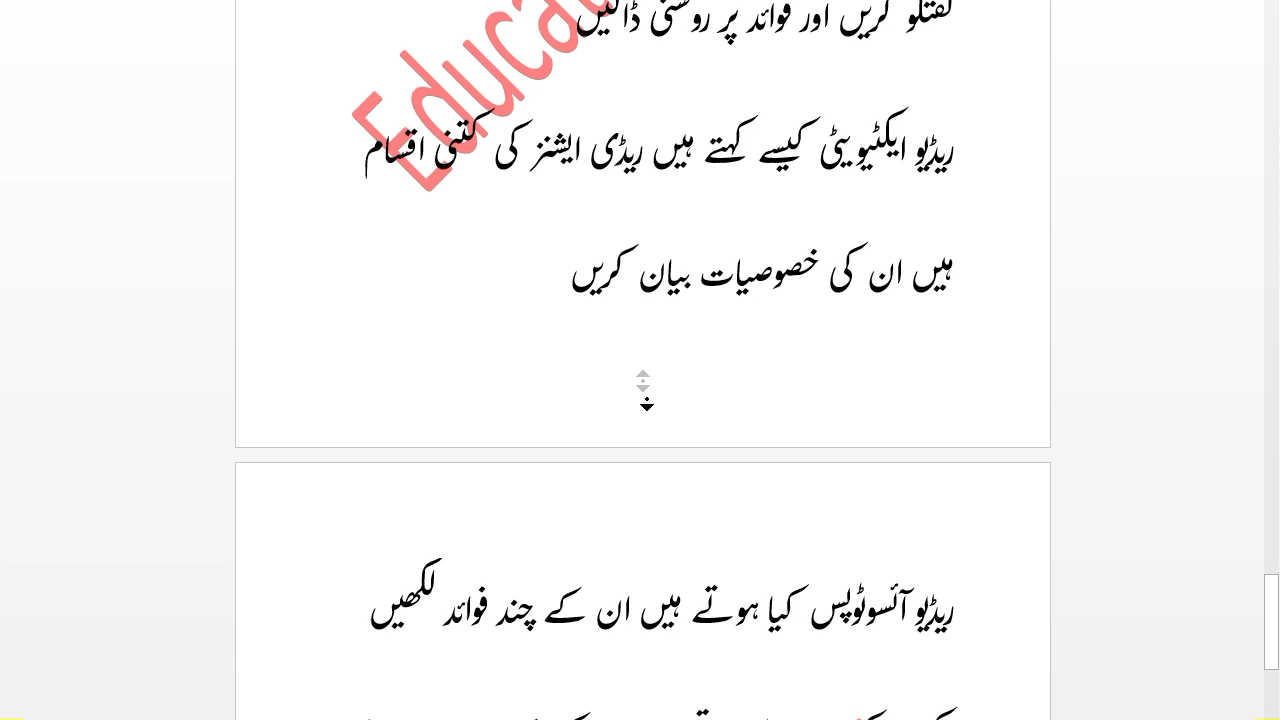 گفتگو کریں اور فوائد پر روشنی ڈالیں
Educa
ریڈیو ایکٹیویٹی کیسے کہتے ہیں ریڈی ایشنز کی کتنی اقسام
ہیں ان کی خصوصیات بیان کریں
ریڈیو آئسوٹوپس کیا ہوتے ہیں ان کے چند فوائد لکھیں